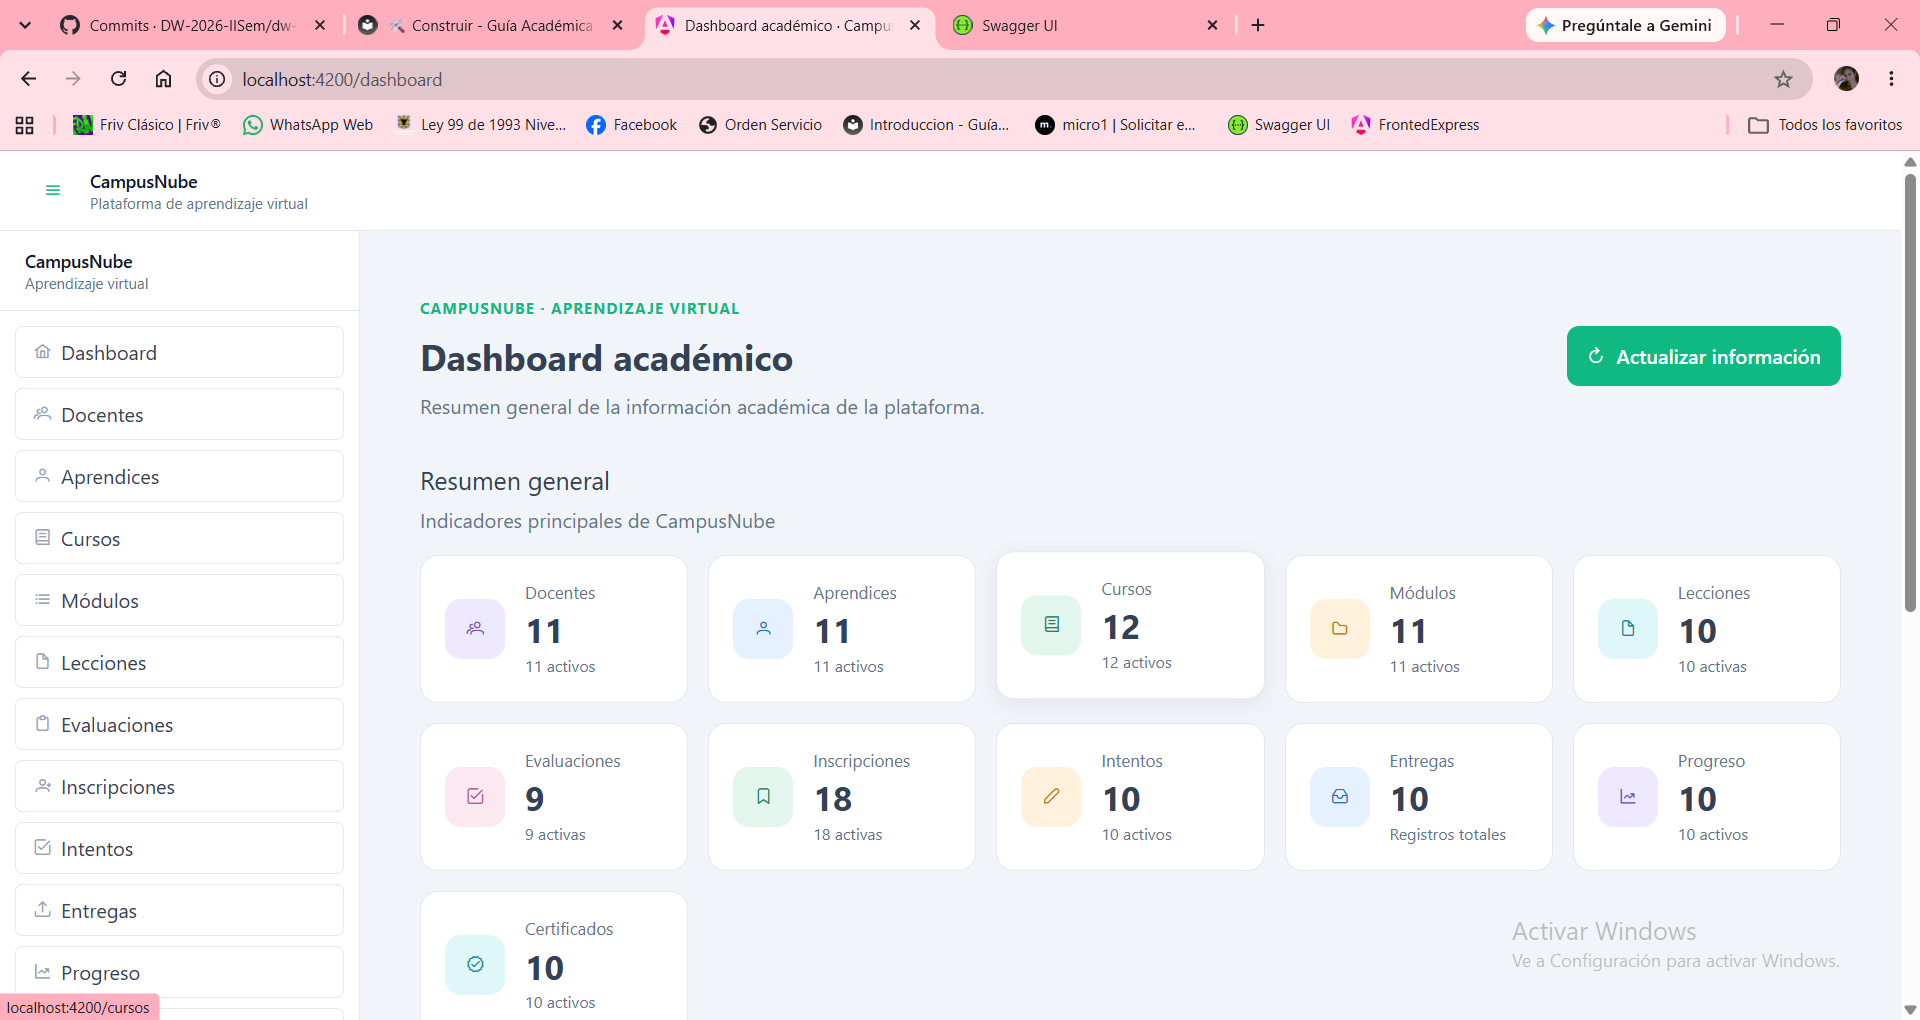 Commits · DW-2026-IISem/dw-
Construir - Guía Académica
Dashboard académico · Campus
Swagger UI
Pregúntale a Gemini
localhost:4200/dashboard
Friv Clásico | Friv®
WhatsApp Web
Ley 99 de 1993 Nive...
Facebook
Orden Servicio
Introduccion - Guía...
m.
micro1 | Solicitar e...
Swagger UI
FrontedExpress
Todos los favoritos
CampusNube
Plataforma de aprendizaje virtual
CampusNube
Aprendizaje virtual
Dashboard
Docentes
Aprendices
Cursos
Módulos
Lecciones
Evaluaciones
Inscripciones
Intentos
Entregas
Progreso
localhost:4200/cursos
CAMPUSNUBE · APRENDIZAJE VIRTUAL
Dashboard académico
Resumen general de la información académica de la plataforma.
Actualizar información
Resumen general
Indicadores principales de CampusNube
Docentes
11
11 activos
Aprendices
11
11 activos
Cursos
12
12 activos
Módulos
11
11 activos
Lecciones
10
10 activas
Evaluaciones
9
9 activas
Inscripciones
18
18 activas
Intentos
10
10 activos
Entregas
10
Registros totales
Progreso
10
10 activos
Certificados
10
10 activos
Activar Windows
Ve a Configuración para activar Windows.